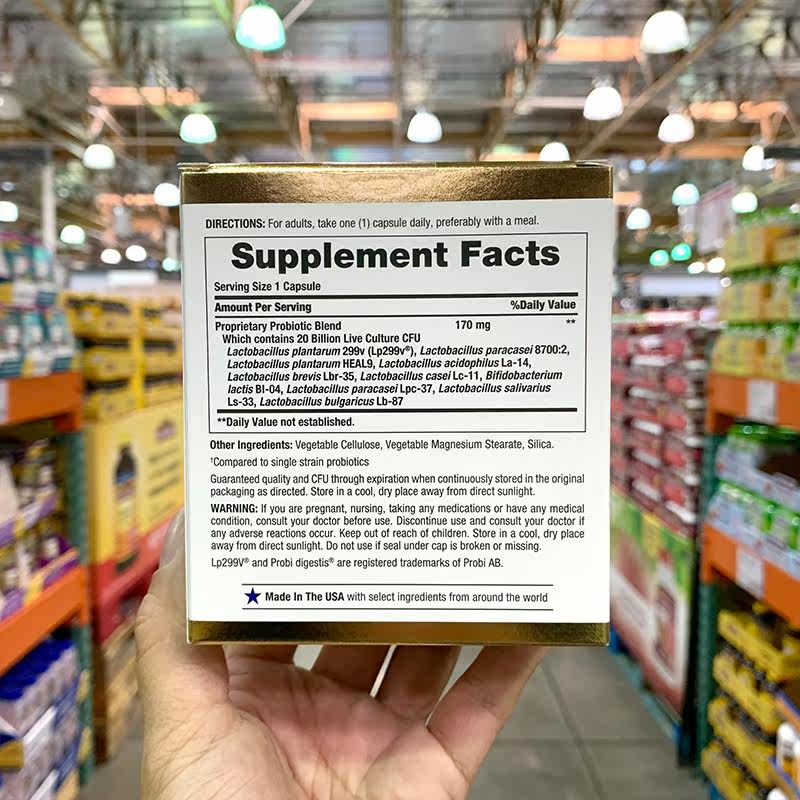 DIRECTIONS: For adults, take one (1) capsule daily, preferably with a meal.
Supplement Facts
Serving Size 1 Capsule
Amount Per Serving %Daily Value
Proprietary Probiotic Blend 170 mg **
Which contains 20 Billion Live Culture CFU
Lactobacillus plantarum 299v (Lp299v®), Lactobacillus paracasei 8700:2,
Lactobacillus plantarum HEAL9, Lactobacillus acidophilus La-14,
Lactobacillus brevis Lbr-35, Lactobacillus casei Lc-11, Bifidobacterium
lactis Bl-04, Lactobacillus paracasei Lpc-37, Lactobacillus salivarius
Ls-33, Lactobacillus bulgaricus Lb-87
**Daily Value not established.
Other Ingredients: Vegetable Cellulose, Vegetable Magnesium Stearate, Silica.
†Compared to single strain probiotics
Guaranteed quality and CFU through expiration when continuously stored in the original
packaging as directed. Store in a cool, dry place away from direct sunlight.
WARNING: If you are pregnant, nursing, taking any medications or have any medical
condition, consult your doctor before use. Discontinue use and consult your doctor if
any adverse reactions occur. Keep out of reach of children. Store in a cool, dry place
away from direct sunlight. Do not use if seal under cap is broken or missing.
Lp299V® and Probi digestis® are registered trademarks of Probi AB.
Made In The USA with select ingredients from around the world